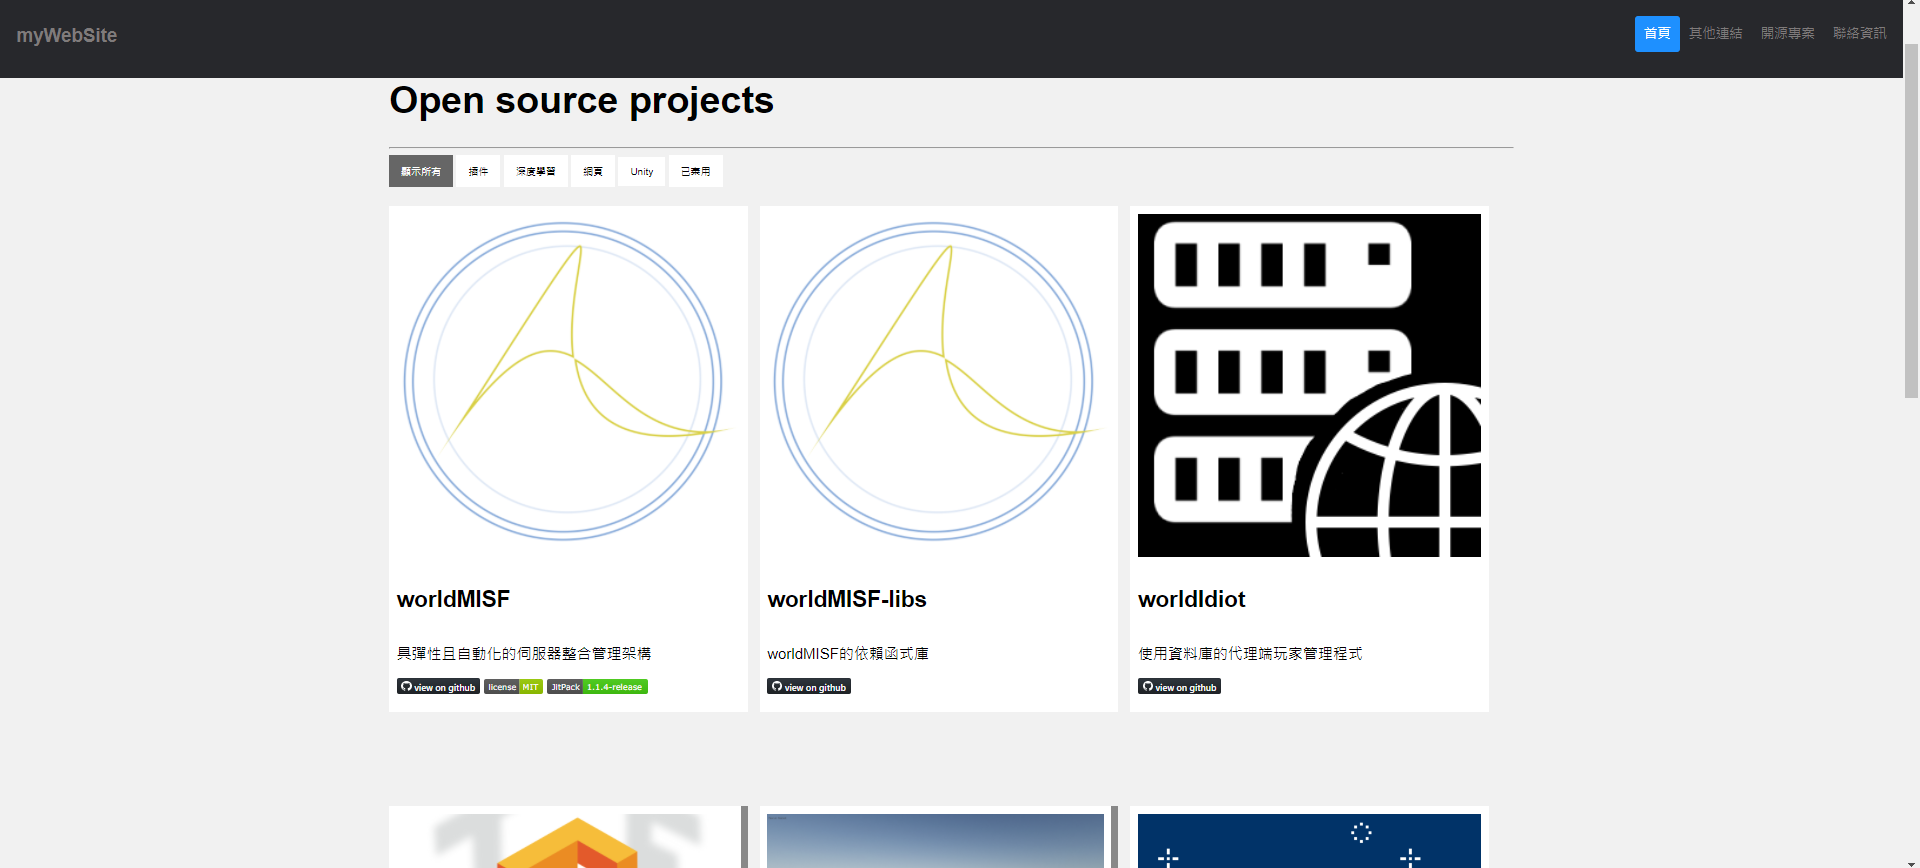 myWebSite
首頁 其他連結 開源專案 聯絡資訊
Open source projects
顯示所有 插件 深度學習 網頁 Unity 已棄用
worldMISF
具彈性且自動化的伺服器整合管理架構
view on github license MIT JitPack 1.1.4-release
worldMISF-libs
worldMISF的依賴函式庫
view on github
worldIdiot
使用資料庫的代理端玩家管理程式
view on github